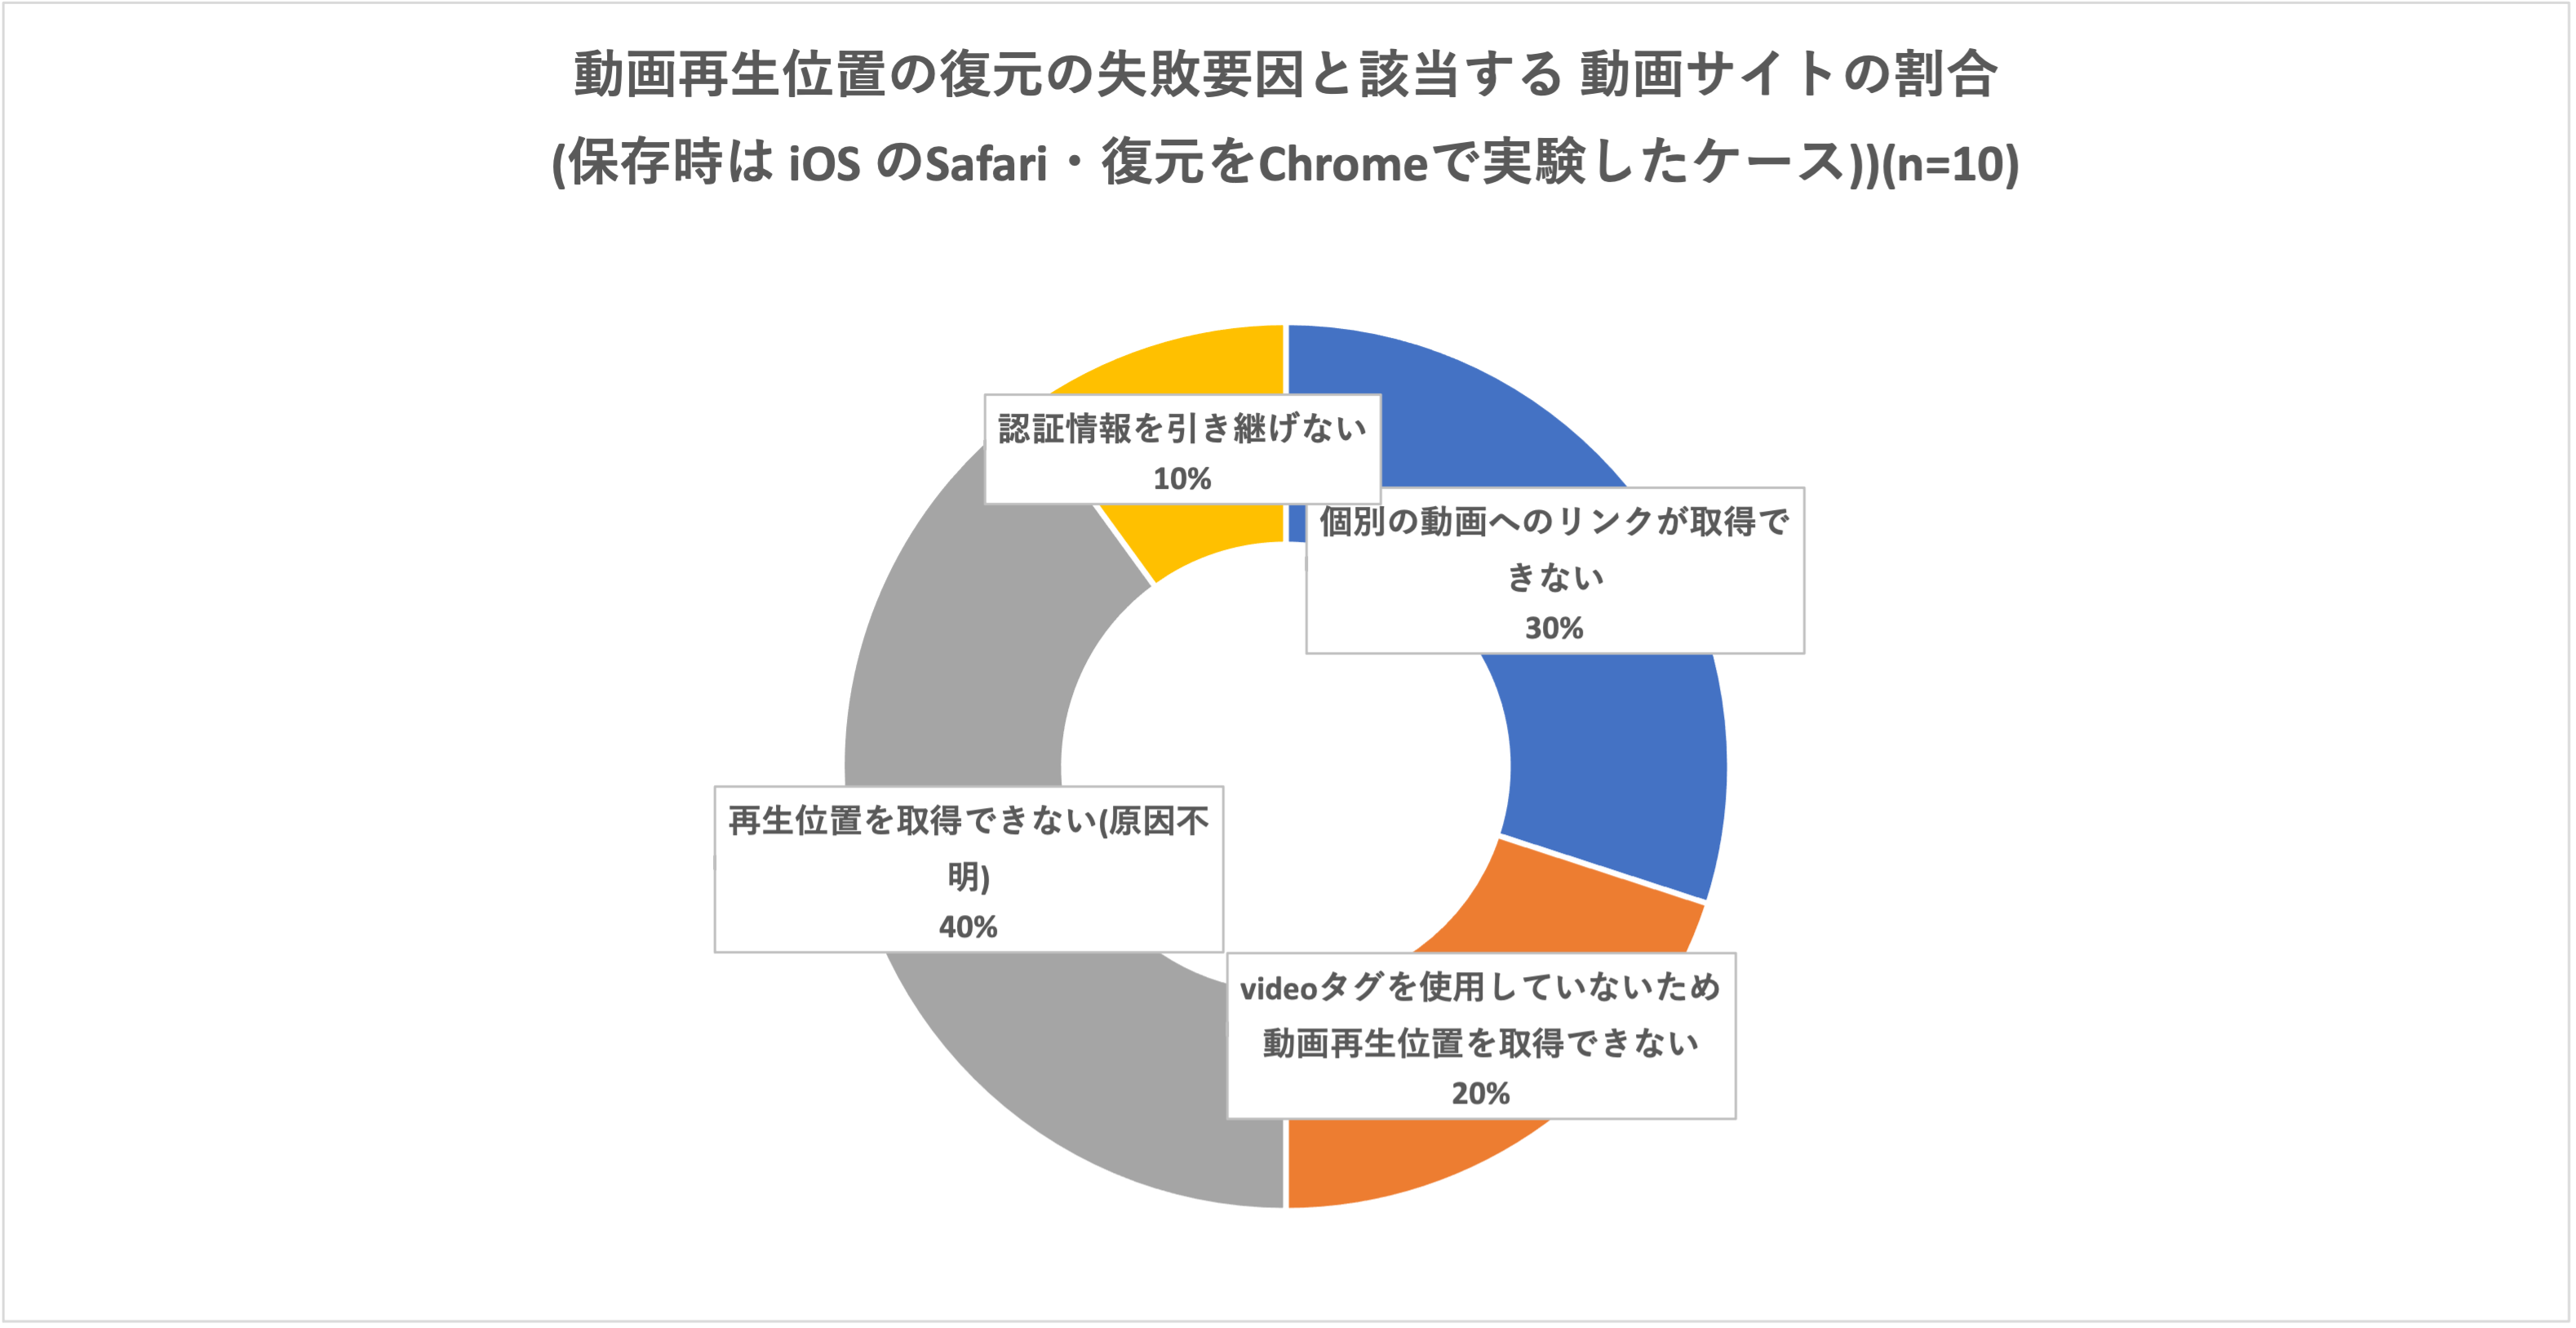 動画再生位置の復元の失敗要因と該当する 動画サイトの割合
(保存時は iOS のSafari・復元をChromeで実験したケース))(n=10)
認証情報を引き継げない
10%
個別の動画へのリンクが取得で
きない
30%
再生位置を取得できない(原因不
明)
40%
videoタグを使用していないため
動画再生位置を取得できない
20%